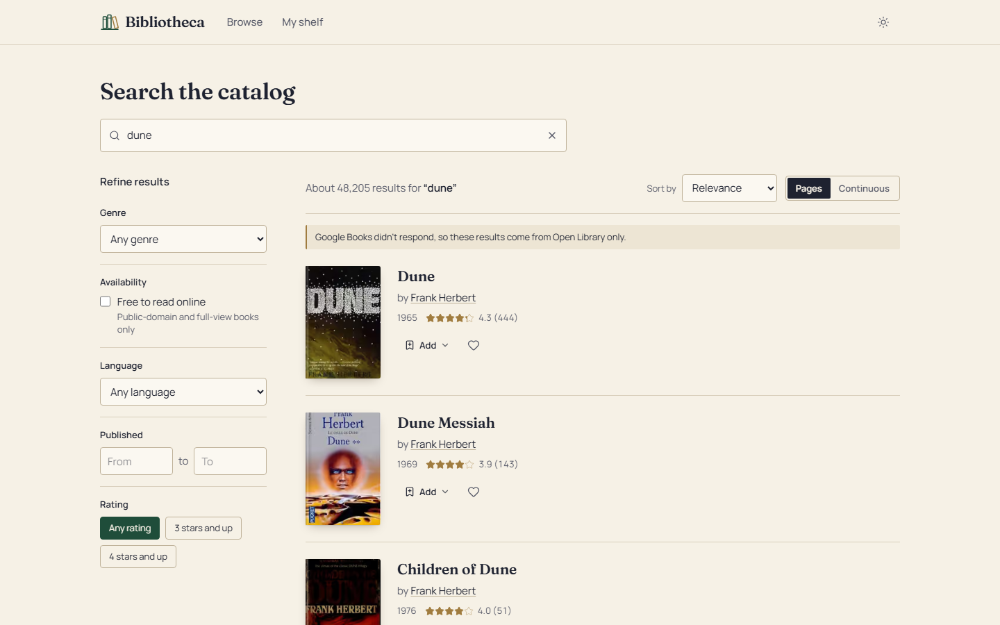 Bibliotheca
Browse
My shelf
Search the catalog
dune
Refine results
Genre
Any genre
Availability
Free to read online
Public-domain and full-view books
only
Language
Any language
Published
From
to
To
Rating
Any rating
3 stars and up
4 stars and up
About 48,205 results for “dune”
Sort by
Relevance
Pages
Continuous
Google Books didn't respond, so these results come from Open Library only.
DUNE
Dune
by Frank Herbert
1965
4.3 (444)
Add
Frank
Herbert
Dune **
POCKET
Dune Messiah
by Frank Herbert
1969
3.9 (143)
Add
DUNE
FRANK HERBERT
Children of Dune
by Frank Herbert
1976
4.0 (51)